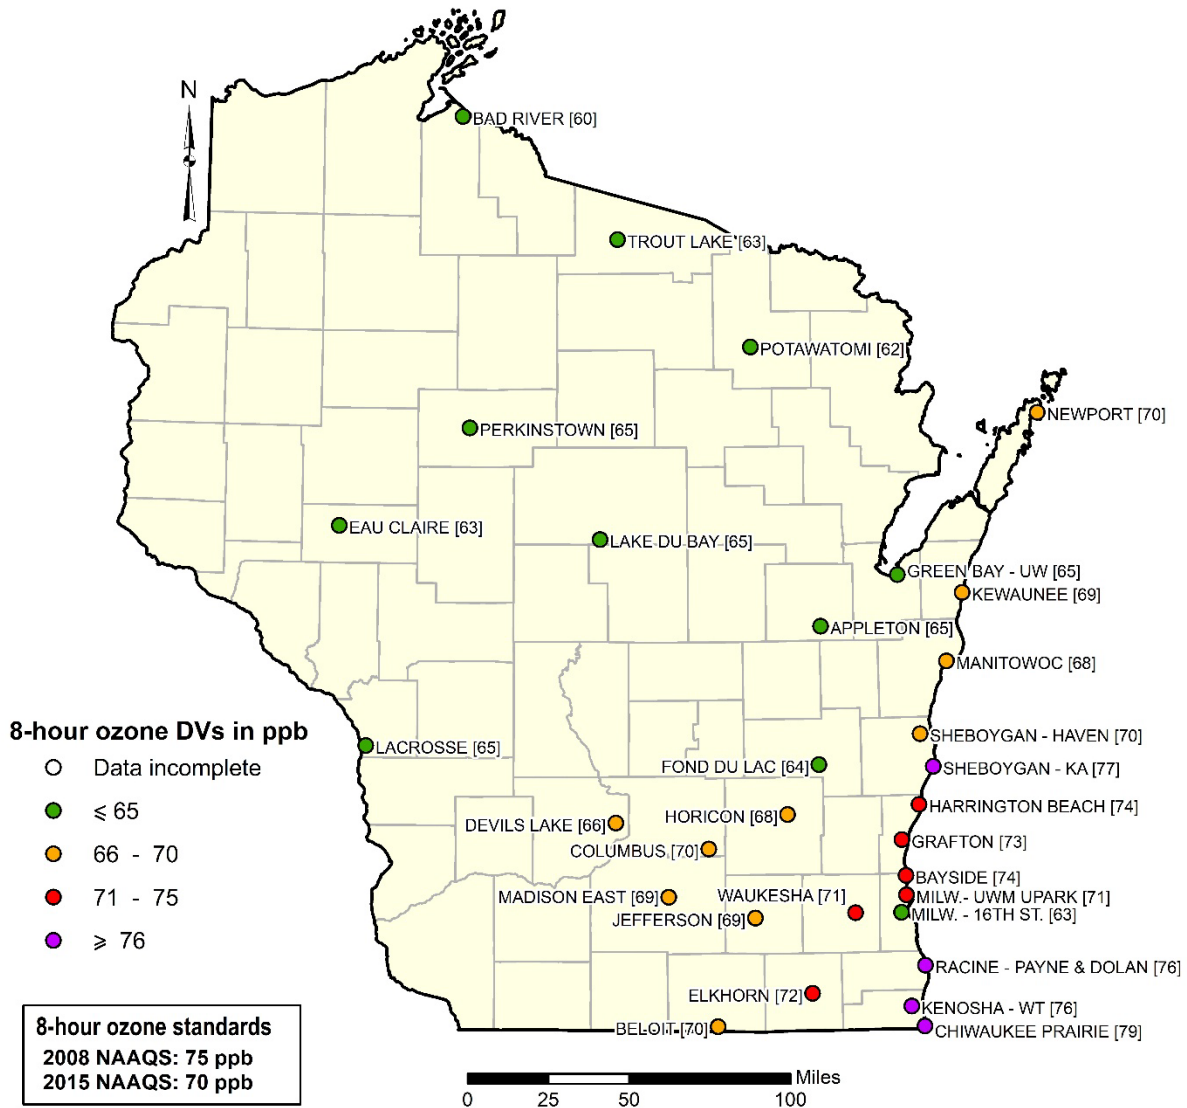 N
BAD RIVER [60]
TROUT LAKE [63]
POTAWATOMI [62]
NEWPORT [70]
PERKINSTOWN [65]
EAU CLAIRE [63]
LAKE DU BAY [65]
GREEN BAY - UW [65]
KEWAUNEE [69]
APPLETON [65]
MANITOWOC [68]
SHEBOYGAN - HAVEN [70]
LACROSSE [65]
FOND DU LAC [64]
SHEBOYGAN - KA [77]
HARRINGTON BEACH [74]
HORICON [68]
DEVILS LAKE [66]
GRAFTON [73]
COLUMBUS [70]
BAYSIDE [74]
MADISON EAST [69]
WAUKESHA [71]
MILW.- UWM UPARK [71]
JEFFERSON [69]
MILW. - 16TH ST. [63]
RACINE - PAYNE & DOLAN [76]
ELKHORN [72]
KENOSHA - WT [76]
BELOIT [70]
CHIWAUKEE PRAIRIE [79]
8-hour ozone DVs in ppb
Data incomplete
⩽ 65
66 - 70
71 - 75
⩾ 76
8-hour ozone standards
2008 NAAQS: 75 ppb
2015 NAAQS: 70 ppb
Miles
0 25 50 100